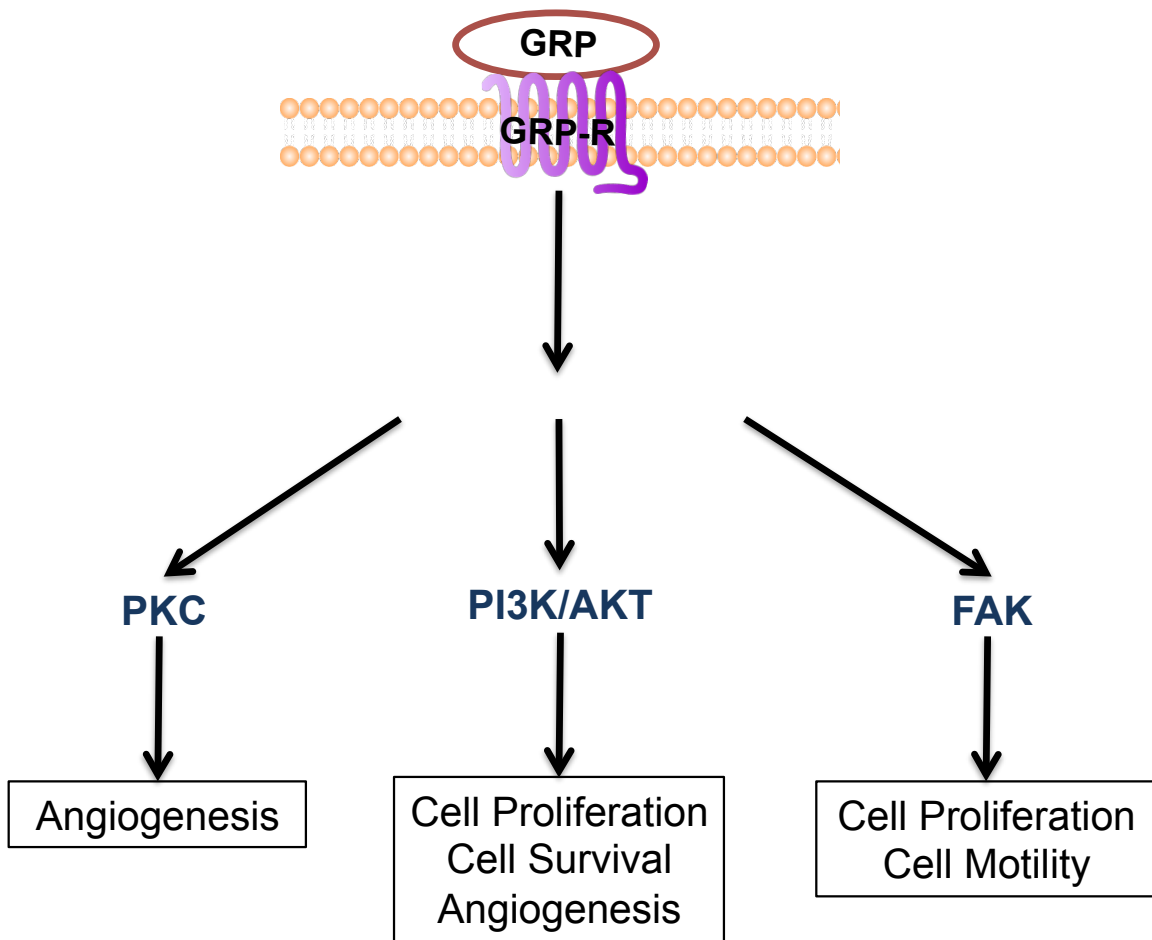 GRP
GRP-R
PKC
PI3K/AKT
FAK
Angiogenesis
Cell Proliferation
Cell Survival
Angiogenesis
Cell Proliferation
Cell Motility